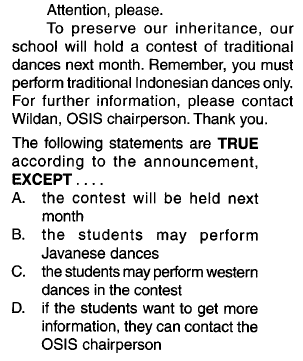 Attention, please.
To preserve our inheritance, our
school will hold a contest of traditional
dances next month. Remember, you must
perform traditional Indonesian dances only.
For further information, please contact
Wildan, OSIS chairperson. Thank you.
The following statements are TRUE
according to the announcement,
EXCEPT . . . .
A. the contest will be held next
month
B. the students may perform
Javanese dances
C. the students may perform western
dances in the contest
D. if the students want to get more
information, they can contact the
OSIS chairperson